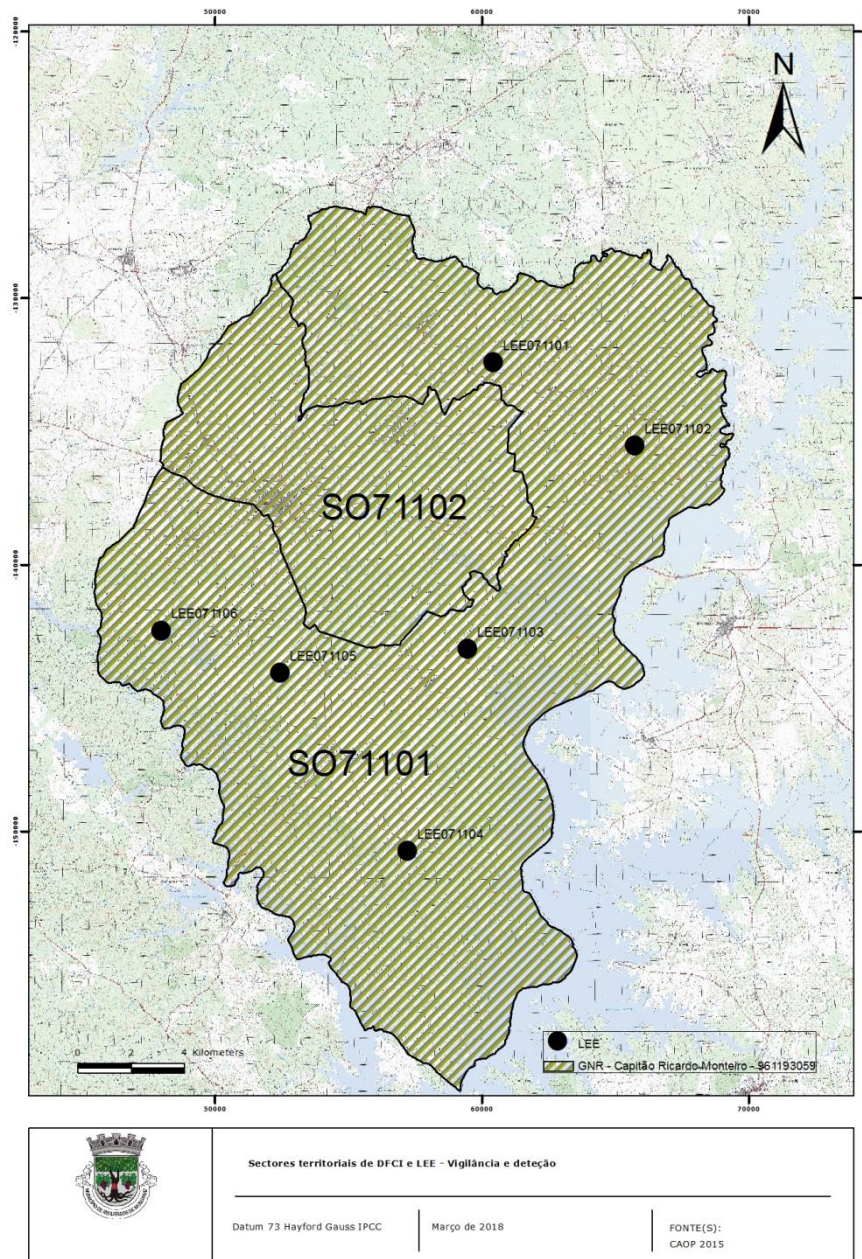 50000 60000 70000
-120000
N
-130000
LEE071101
LEE071102
SO71102
-140000
LEE071106
LEE071103
LEE071105
SO71101
-150000
LEE071104
0 2 4 Kilometers
LEE
GNR - Capitão Ricardo Monteiro - 961193059
50000 60000 70000
Sectores territoriais de DFCI e LEE - Vigilância e deteção
Datum 73 Hayford Gauss IPCC
Março de 2018
FONTE(S):
CAOP 2015